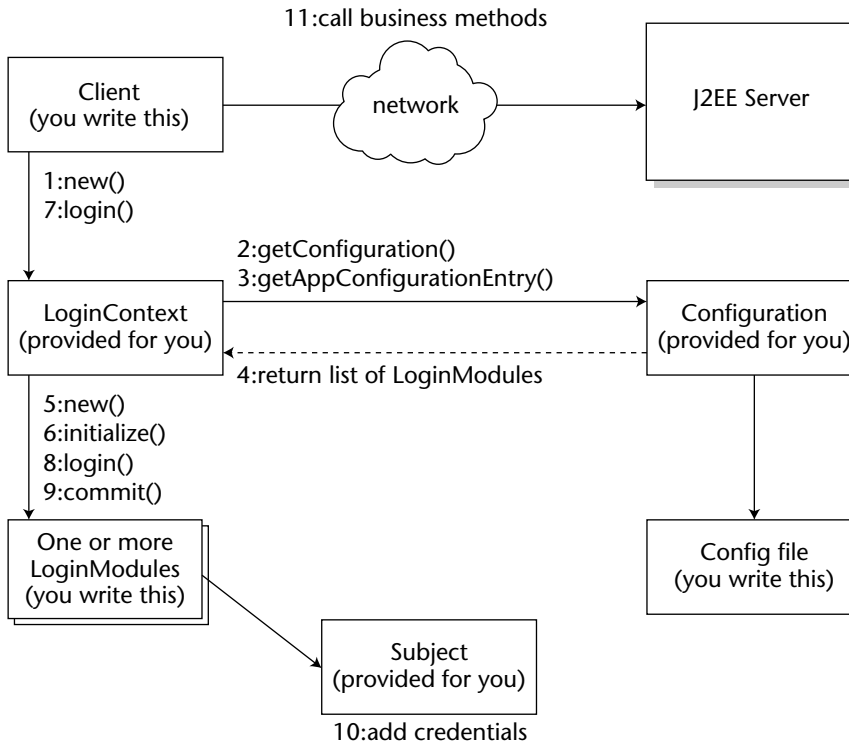 11:call business methods
Client
(you write this)
network
J2EE Server
1:new()
7:login()
2:getConfiguration()
3:getAppConfigurationEntry()
LoginContext
(provided for you)
Configuration
(provided for you)
4:return list of LoginModules
5:new()
6:initialize()
8:login()
9:commit()
One or more
LoginModules
(you write this)
Config file
(you write this)
Subject
(provided for you)
10:add credentials